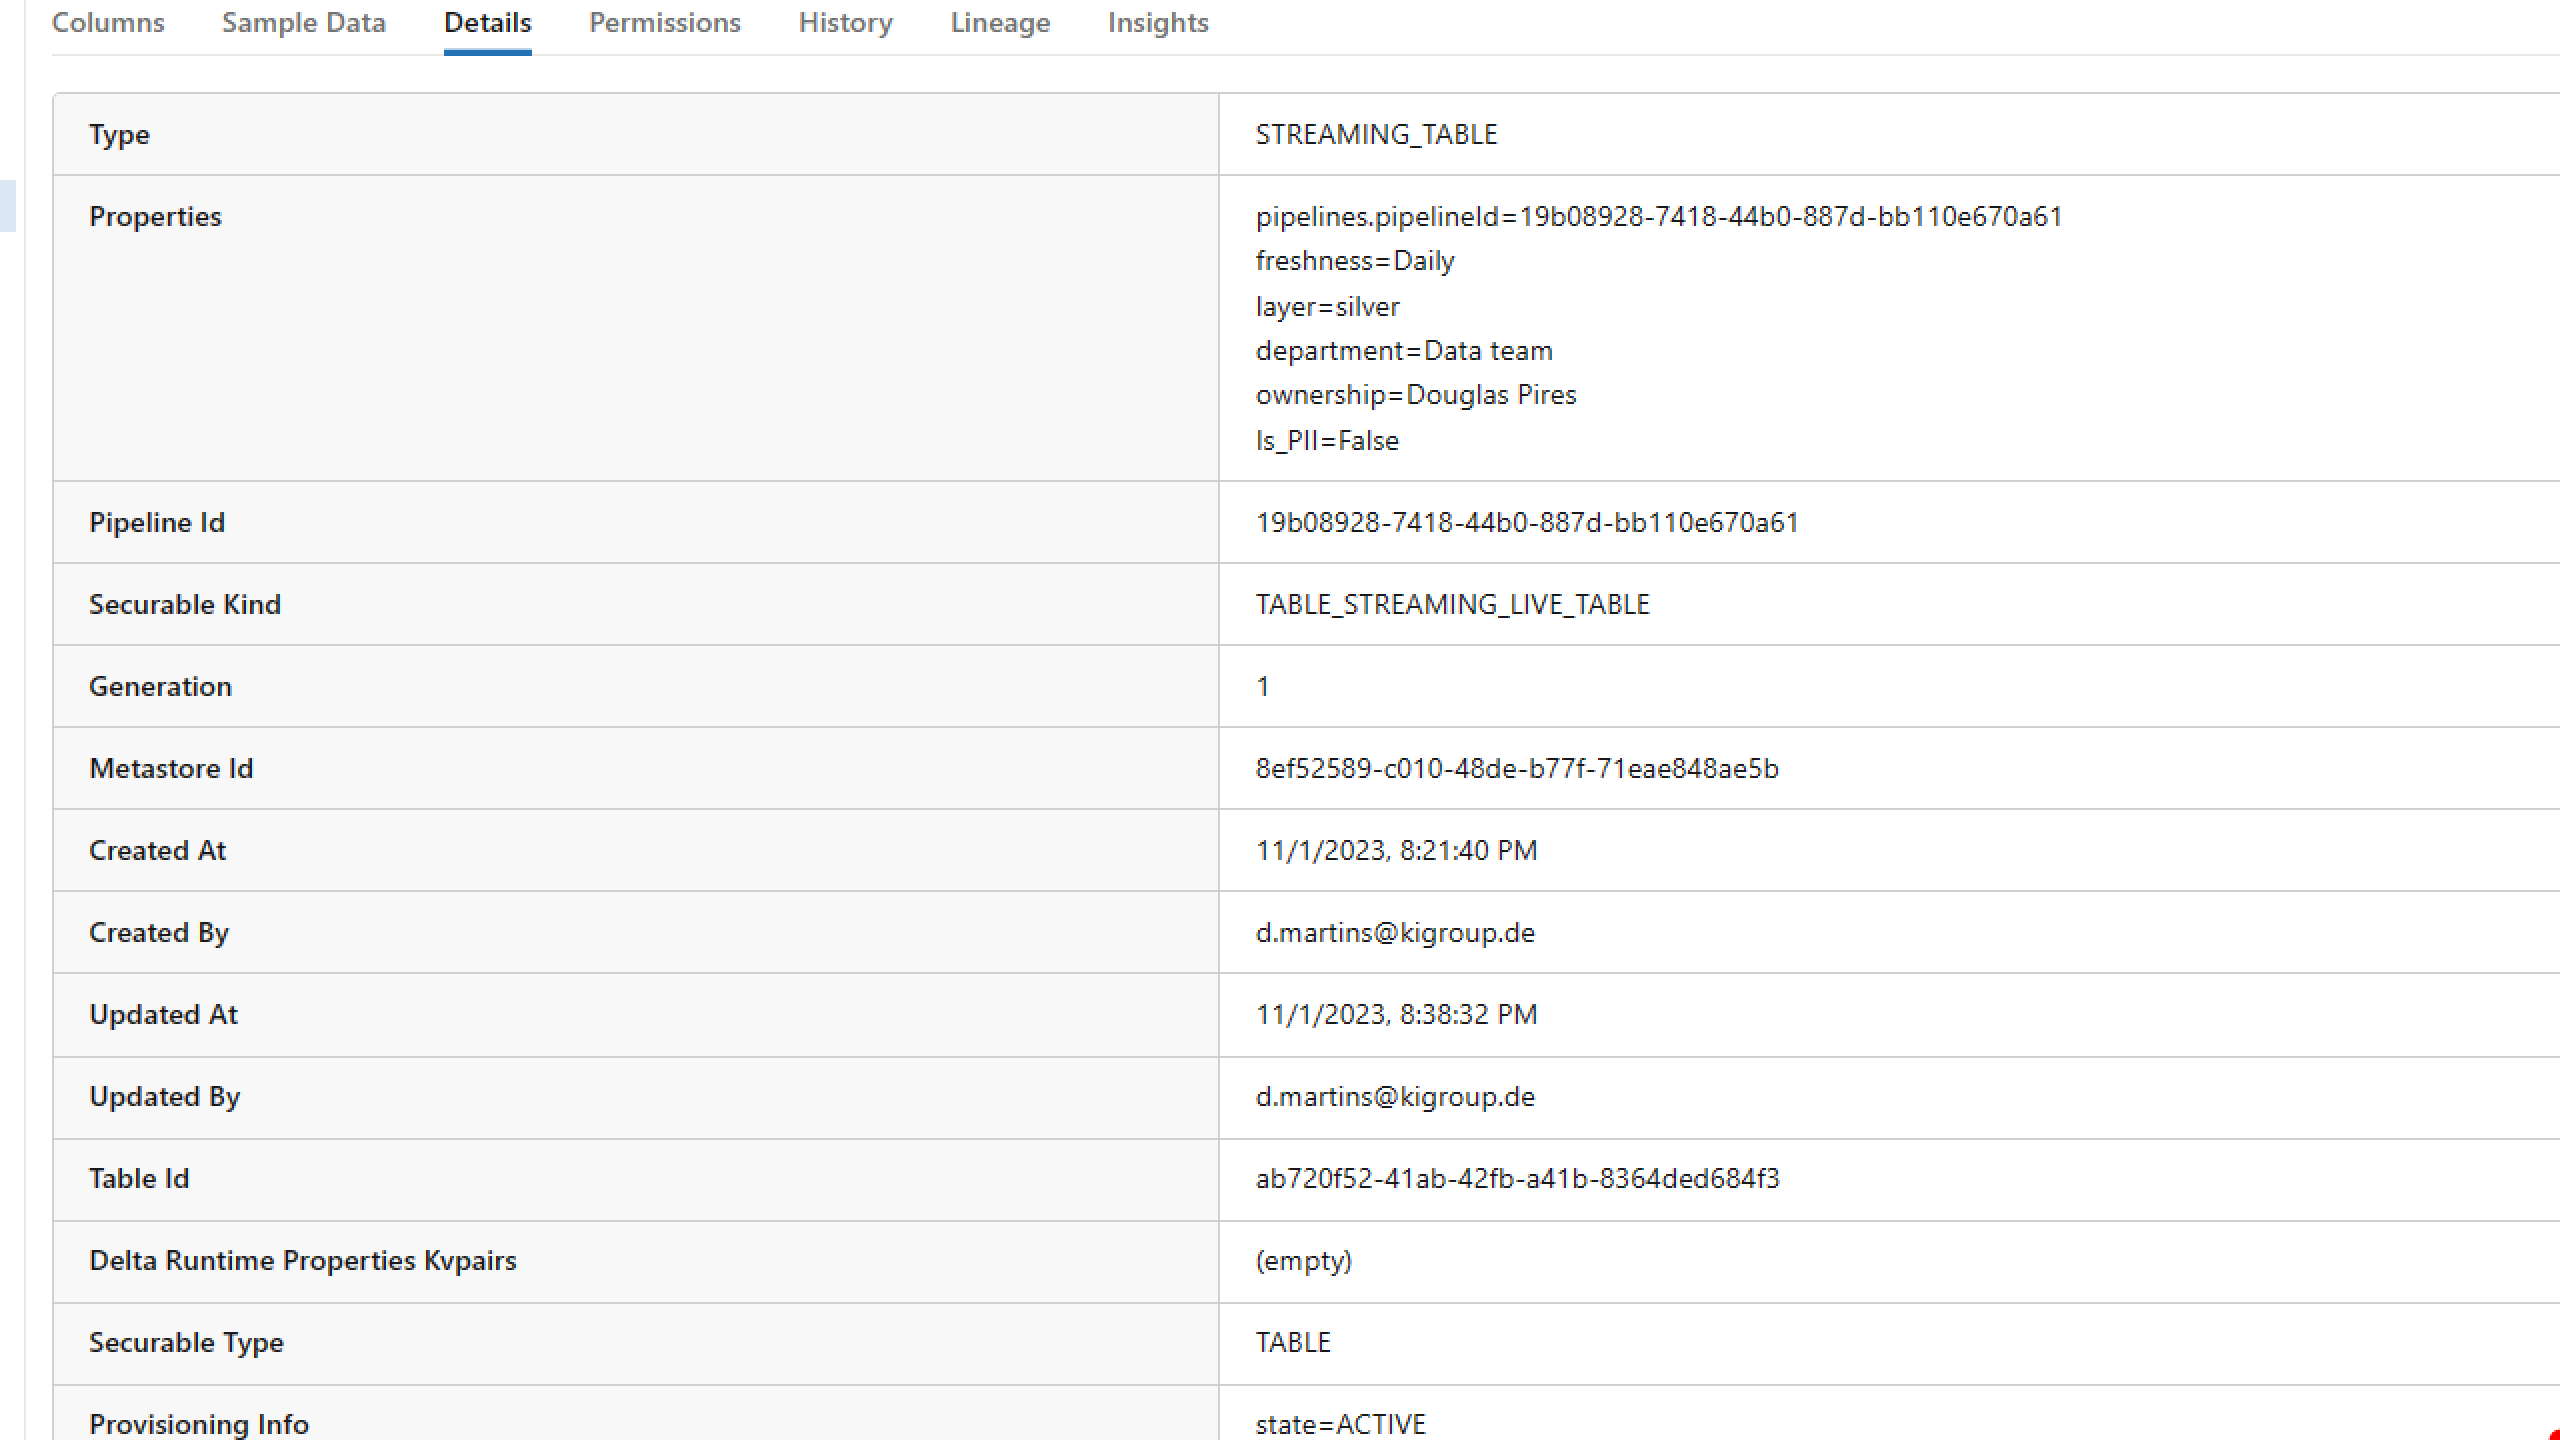 Columns Sample Data Details Permissions History Lineage Insights
Type STREAMING_TABLE
Properties pipelines.pipelineId=19b08928-7418-44b0-887d-bb110e670a61
freshness=Daily
layer=silver
department=Data team
ownership=Douglas Pires
Is_PII=False
Pipeline Id 19b08928-7418-44b0-887d-bb110e670a61
Securable Kind TABLE_STREAMING_LIVE_TABLE
Generation 1
Metastore Id 8ef52589-c010-48de-b77f-71eae848ae5b
Created At 11/1/2023, 8:21:40 PM
Created By d.martins@kigroup.de
Updated At 11/1/2023, 8:38:32 PM
Updated By d.martins@kigroup.de
Table Id ab720f52-41ab-42fb-a41b-8364ded684f3
Delta Runtime Properties Kvpairs (empty)
Securable Type TABLE
Provisioning Info state=ACTIVE